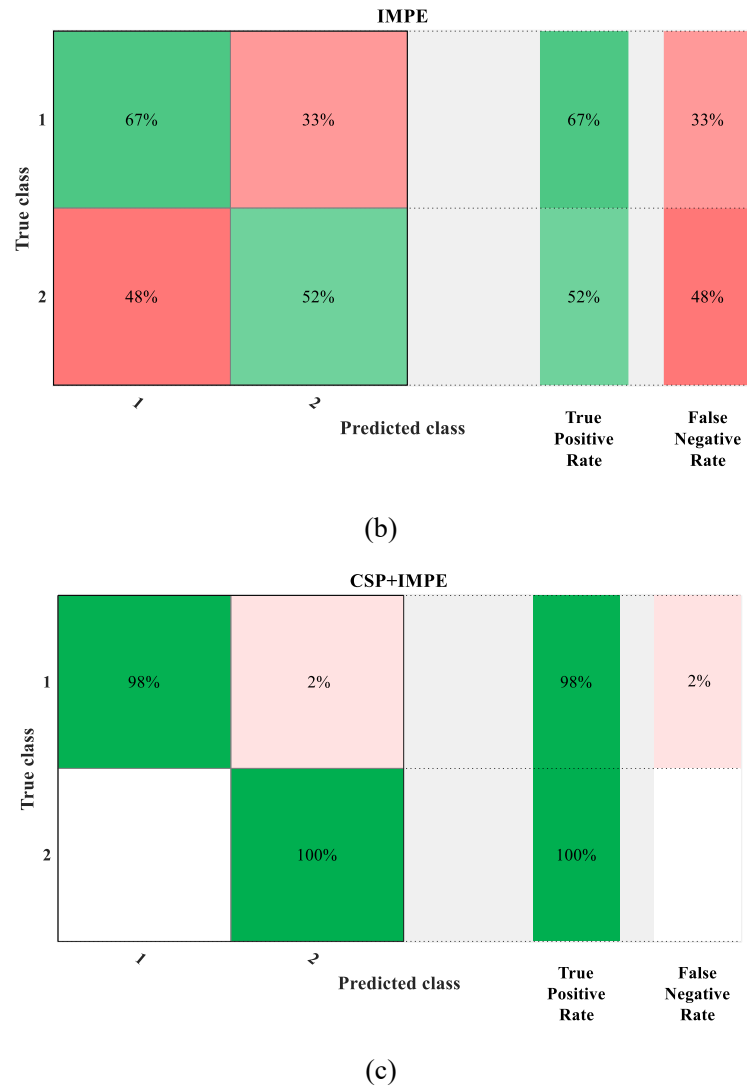 IMPE
1
67%
33%
67%
33%
True class
2
48%
52%
52%
48%
1
2
Predicted class
True
Positive
Rate
False
Negative
Rate
(b)
CSP+IMPE
1
98%
2%
98%
2%
True class
2
100%
100%
1
2
Predicted class
True
Positive
Rate
False
Negative
Rate
(c)